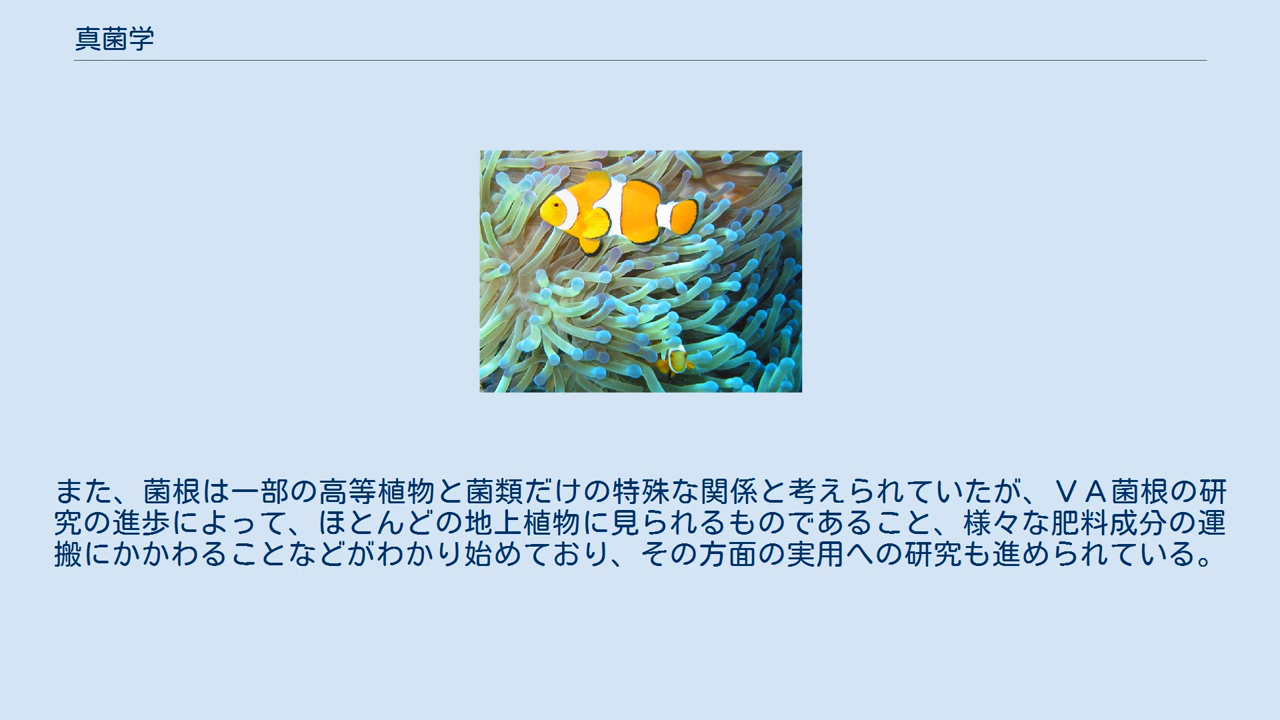 真菌学
また、菌根は一部の高等植物と菌類だけの特殊な関係と考えられていたが、ＶＡ菌根の研
究の進歩によって、ほとんどの地上植物に見られるものであること、様々な肥料成分の運
搬にかかわることなどがわかり始めており、その方面の実用への研究も進められている。